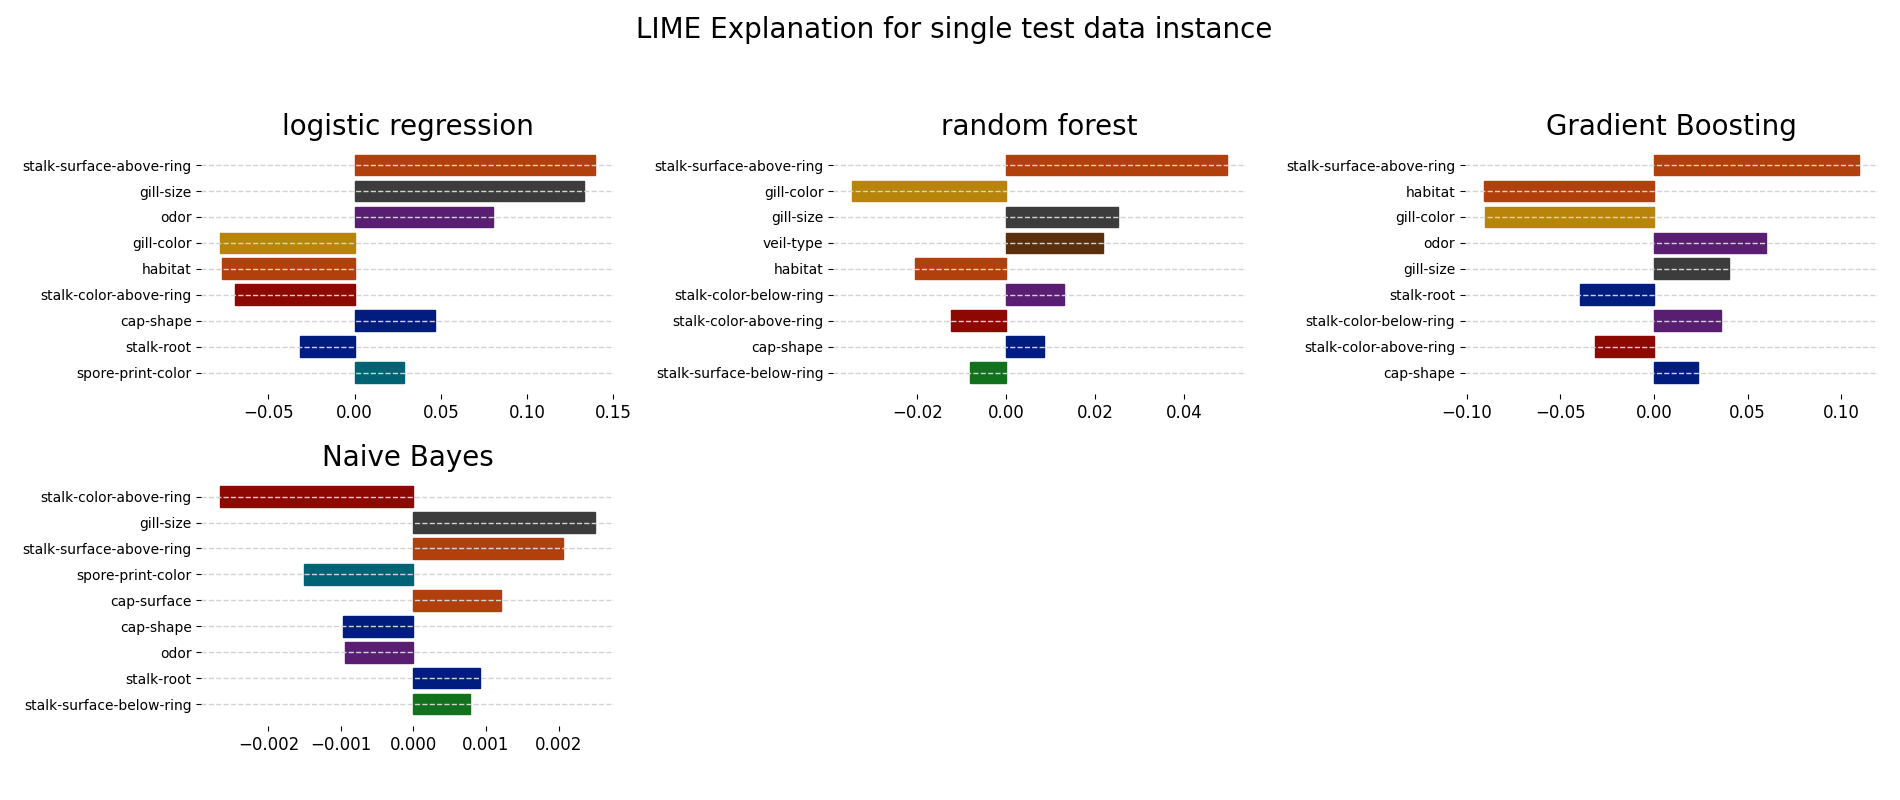 LIME Explanation for single test data instance
logistic regression
stalk-surface-above-ring
gill-size
odor
gill-color
habitat
stalk-color-above-ring
cap-shape
stalk-root
spore-print-color
−0.05 0.00 0.05 0.10 0.15
random forest
stalk-surface-above-ring
gill-color
gill-size
veil-type
habitat
stalk-color-below-ring
stalk-color-above-ring
cap-shape
stalk-surface-below-ring
−0.02 0.00 0.02 0.04
Gradient Boosting
stalk-surface-above-ring
habitat
gill-color
odor
gill-size
stalk-root
stalk-color-below-ring
stalk-color-above-ring
cap-shape
−0.10 −0.05 0.00 0.05 0.10
Naive Bayes
stalk-color-above-ring
gill-size
stalk-surface-above-ring
spore-print-color
cap-surface
cap-shape
odor
stalk-root
stalk-surface-below-ring
−0.002 −0.001 0.000 0.001 0.002